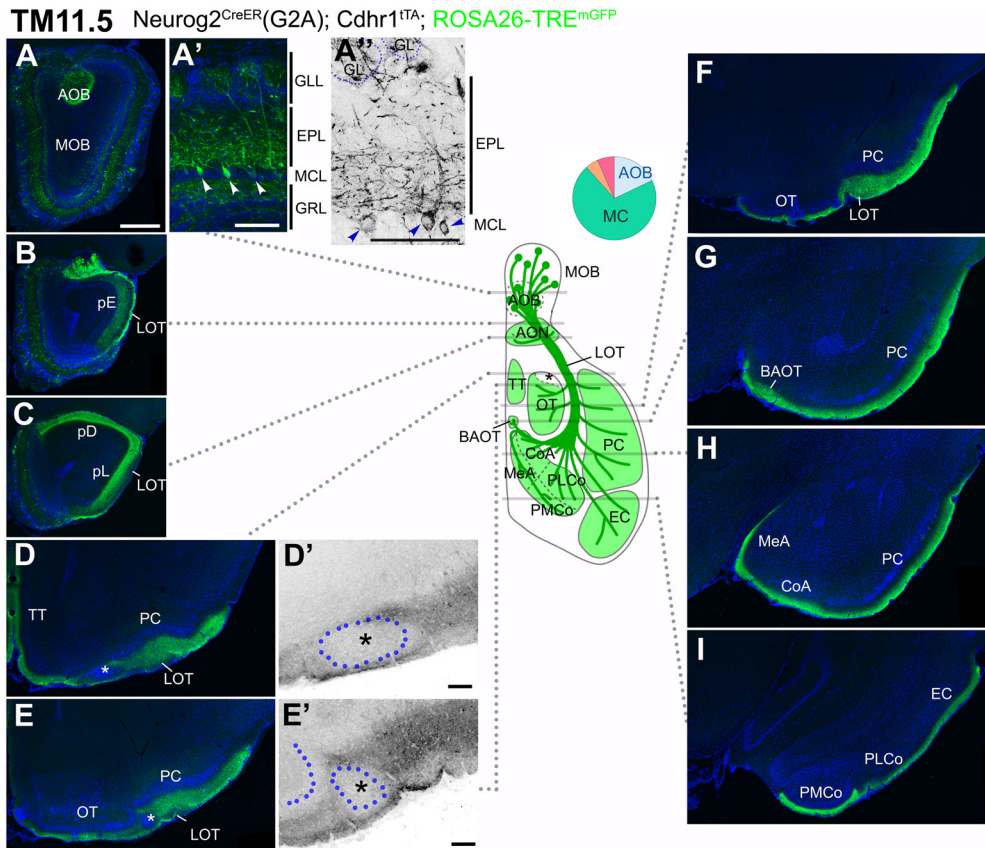 TM11.5 Neurog2CreER(G2A); Cdhr1tTA; ROSA26-TREmGFP
A
AOB
MOB
A'
GLL
EPL
MCL
GRL
A''
GL
GL
EPL
MCL
B
pE
LOT
C
pD
pL
LOT
D
TT
PC
*
LOT
D'
*
E
PC
OT
*
LOT
E'
*
AOB
MC
MOB
AOB
AON
LOT
*
TT
OT
BAOT
PC
CoA
MeA
PLCo
PMCo
EC
F
PC
OT
LOT
G
PC
BAOT
H
MeA
PC
CoA
I
EC
PLCo
PMCo